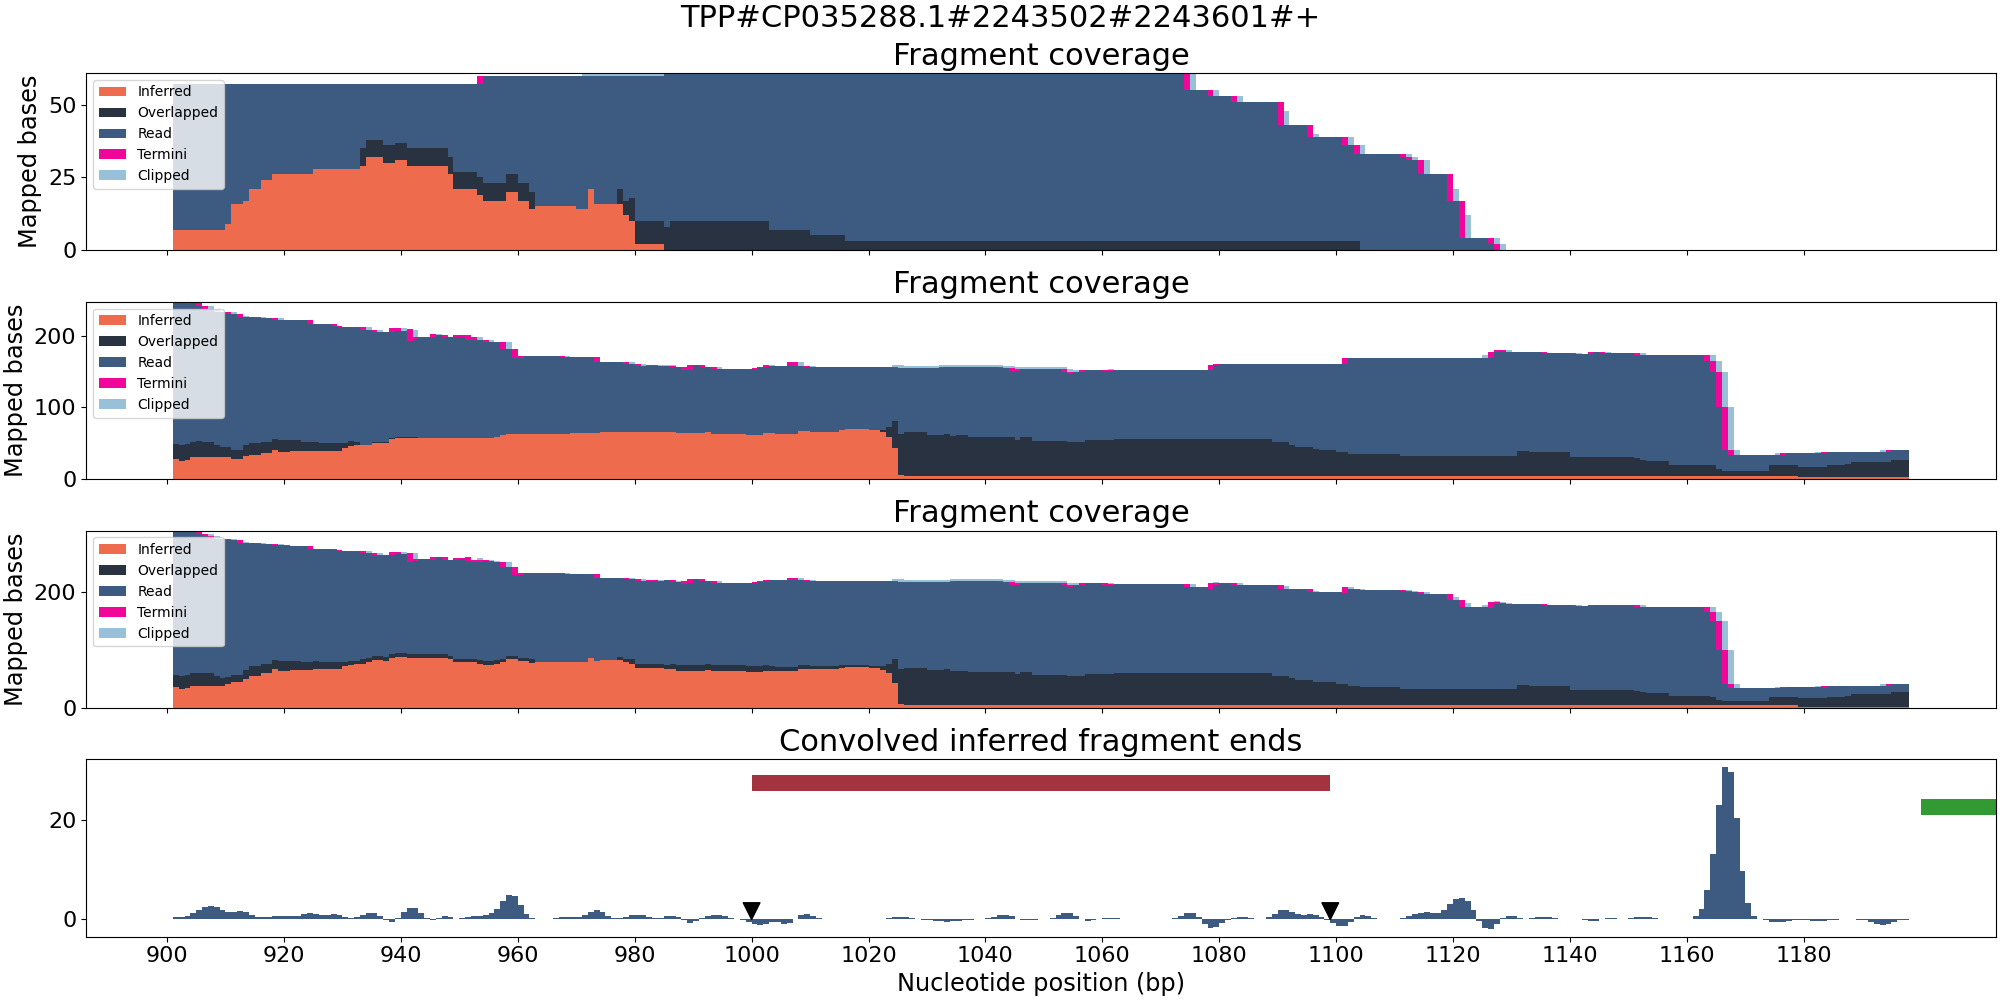 TPP#CP035288.1#2243502#2243601#+
Fragment coverage
Mapped bases
50
25
0
Inferred
Overlapped
Read
Termini
Clipped
Fragment coverage
Mapped bases
200
100
0
Inferred
Overlapped
Read
Termini
Clipped
Fragment coverage
Mapped bases
200
0
Inferred
Overlapped
Read
Termini
Clipped
Convolved inferred fragment ends
20
0
900 920 940 960 980 1000 1020 1040 1060 1080 1100 1120 1140 1160 1180
Nucleotide position (bp)